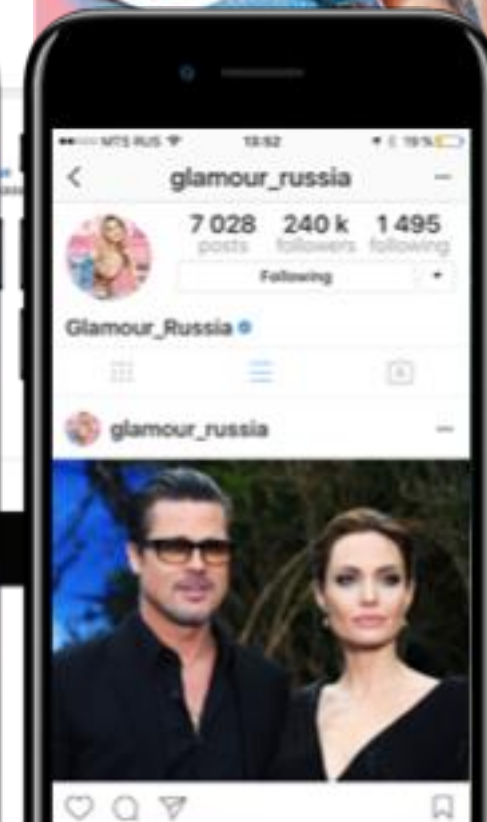 MTS RUS 13:52 19 %
glamour_russia
7 028 240 k 1 495
posts followers following
Following
Glamour_Russia
glamour_russia